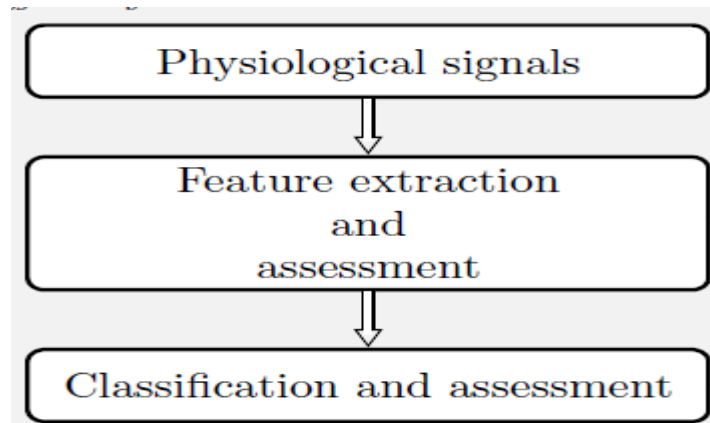 Physiological signals
Feature extraction
and
assessment
Classification and assessment